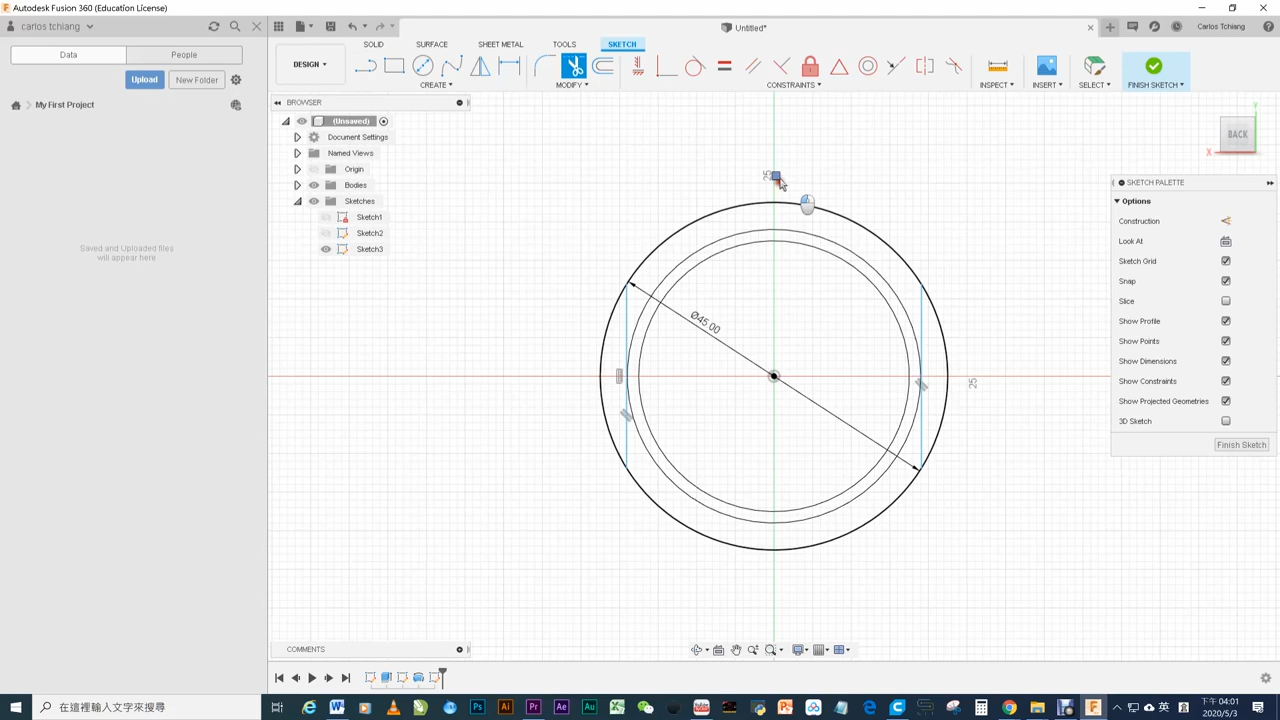 Autodesk Fusion 360 (Education License)
carlos tchiang
Untitled*
Carlos Tchiang
Data
People
Upload
New Folder
My First Project
Saved and Uploaded files
will appear here
SOLID
SURFACE
SHEET METAL
TOOLS
SKETCH
DESIGN
CREATE
MODIFY
CONSTRAINTS
INSPECT
INSERT
SELECT
FINISH SKETCH
BROWSER
(Unsaved)
Document Settings
Named Views
Origin
Bodies
Sketches
Sketch1
Sketch2
Sketch3
25
Ø45.00
25
Y
BACK
X
SKETCH PALETTE
Options
Construction
Look At
Sketch Grid
Snap
Slice
Show Profile
Show Points
Show Dimensions
Show Constraints
Show Projected Geometries
3D Sketch
Finish Sketch
COMMENTS
在這裡輸入文字來搜尋
下午 04:01
2020/5/3